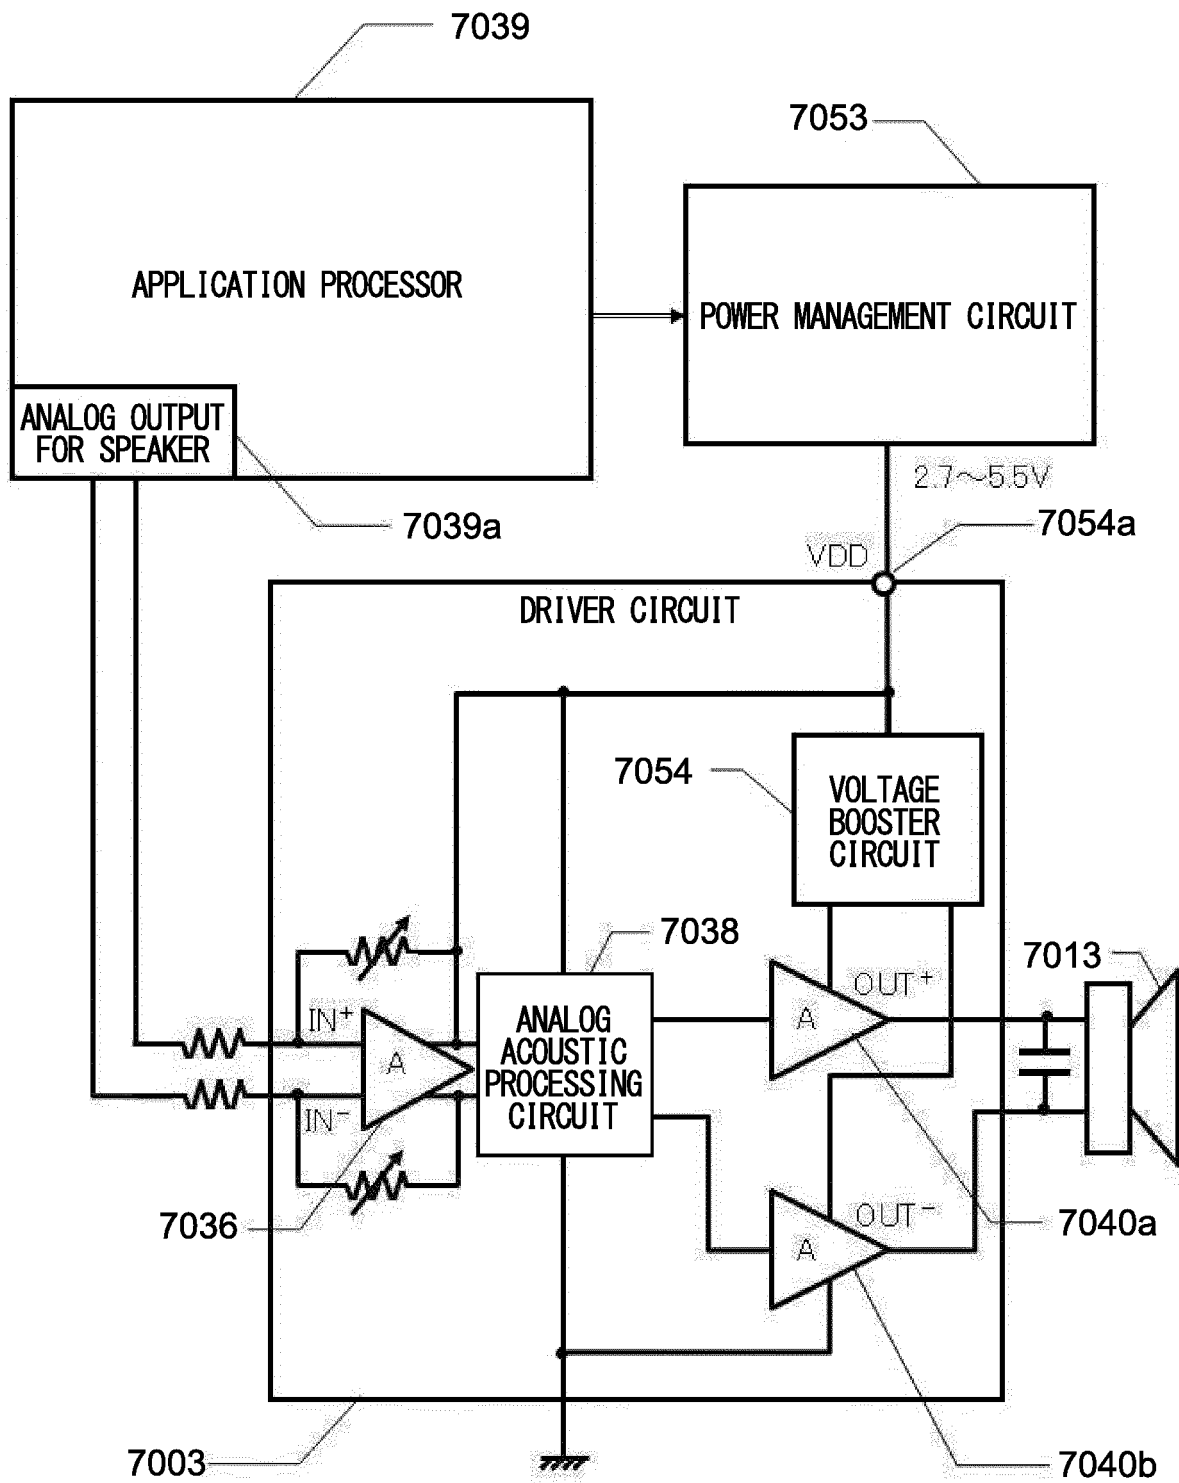 7039
7053
APPLICATION PROCESSOR
POWER MANAGEMENT CIRCUIT
ANALOG OUTPUT
FOR SPEAKER
2.7～5.5V
7039a
7054a
VDD
DRIVER CIRCUIT
7054
VOLTAGE
BOOSTER
CIRCUIT
7038
7013
OUT+
IN+
A
ANALOG
ACOUSTIC
PROCESSING
CIRCUIT
A
IN-
7036
OUT-
7040a
A
7003
7040b